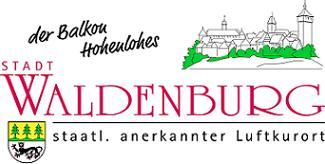 der Balkon
Hohenlohes
STADT
WALDENBURG
staatl. anerkannter Luftkurort